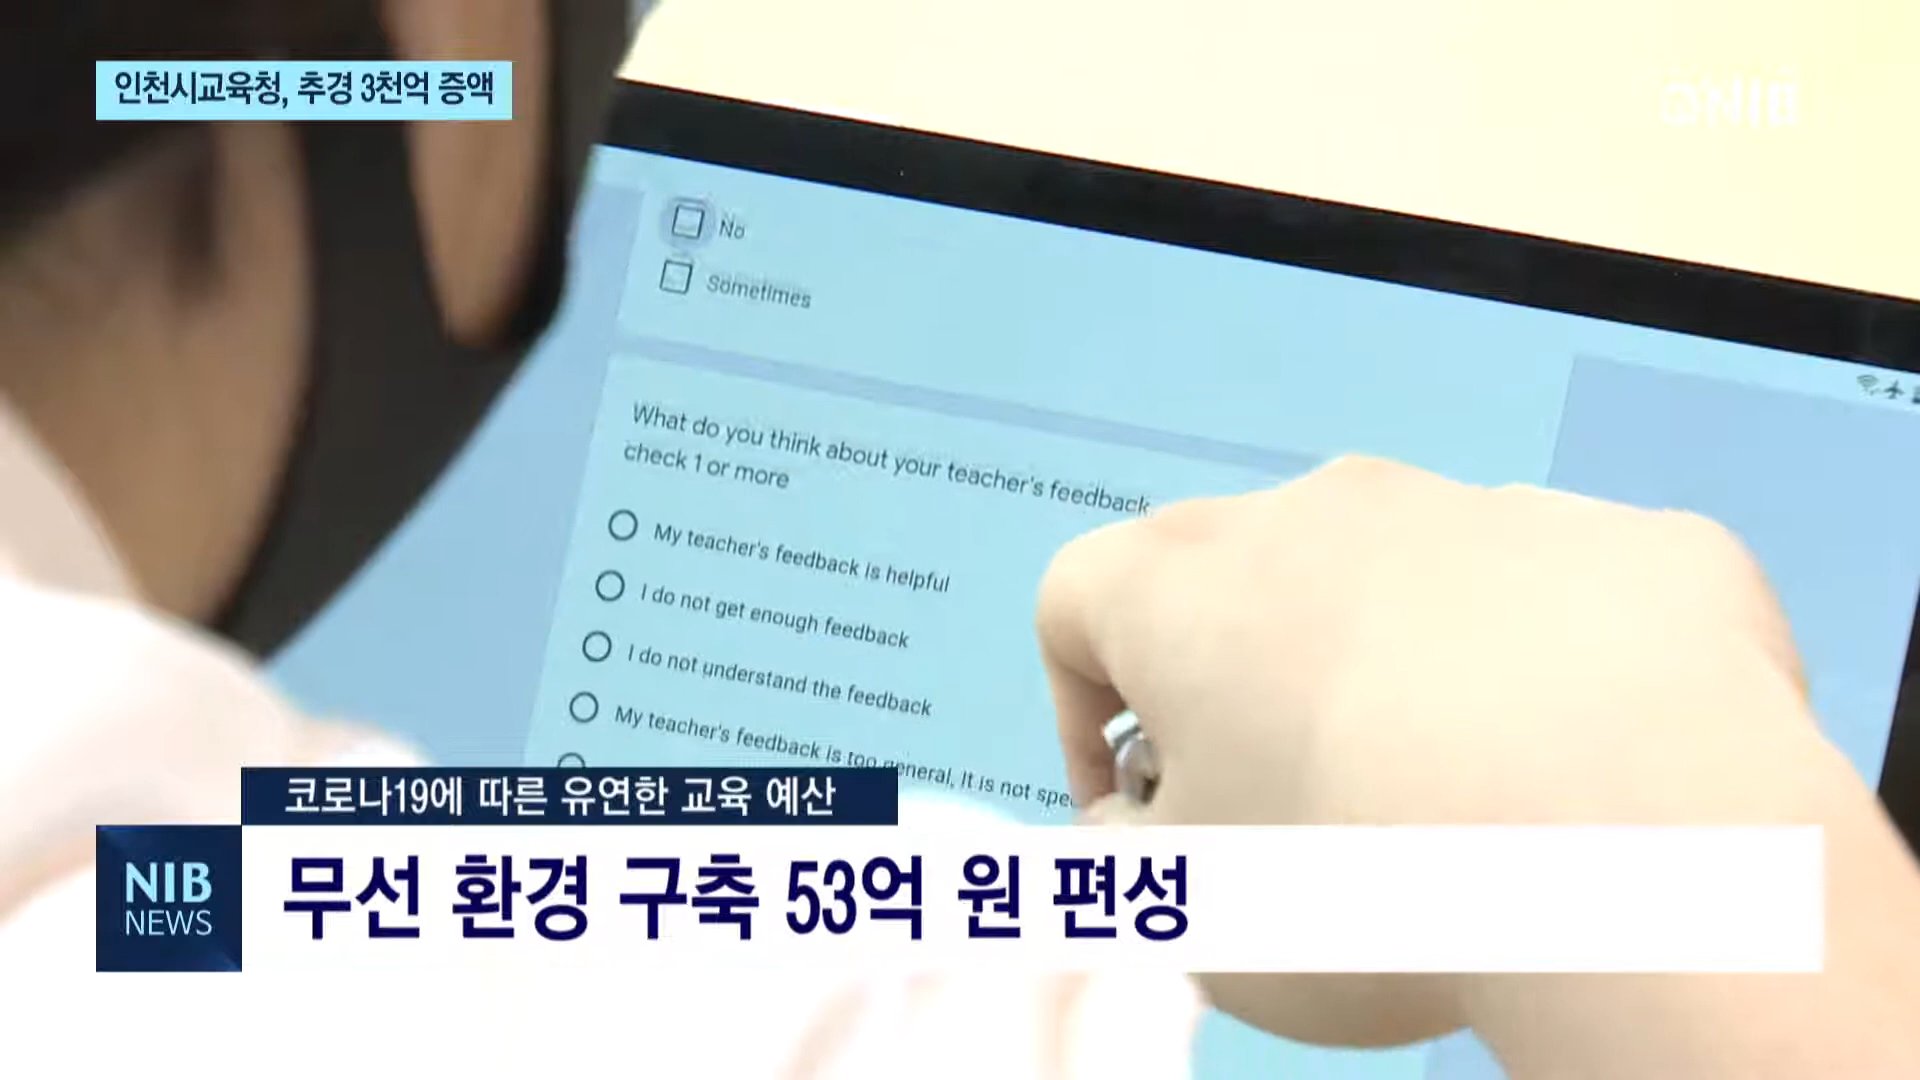 인천시교육청, 추경 3천억 증액
NIB
No
Sometimes
What do you think about your teacher's feedback
check 1 or more
My teacher's feedback is helpful
I do not get enough feedback
I do not understand the feedback
My teacher's feedback is too general, It is not
코로나19에 따른 유연한 교육 예산
NIB
NEWS
무선 환경 구축 53억 원 편성